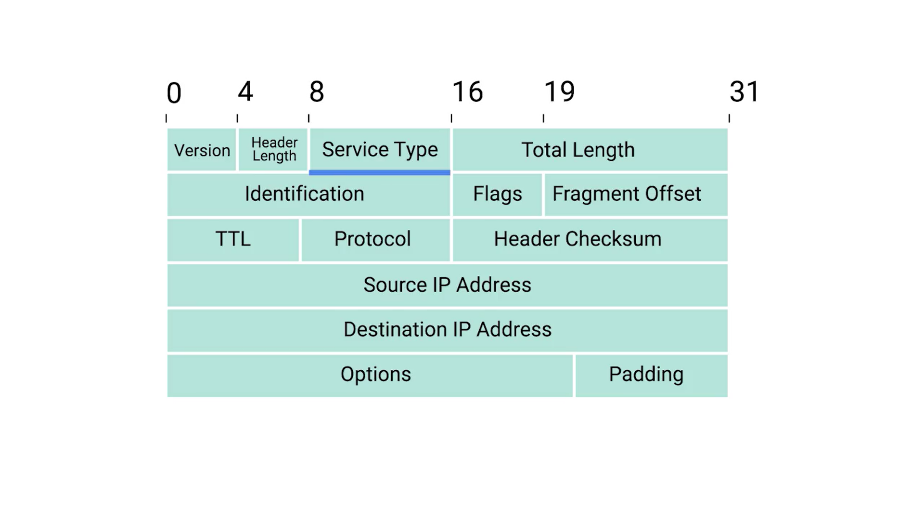 0 4 8 16 19 31
Version Header Length Service Type Total Length
Identification Flags Fragment Offset
TTL Protocol Header Checksum
Source IP Address
Destination IP Address
Options Padding